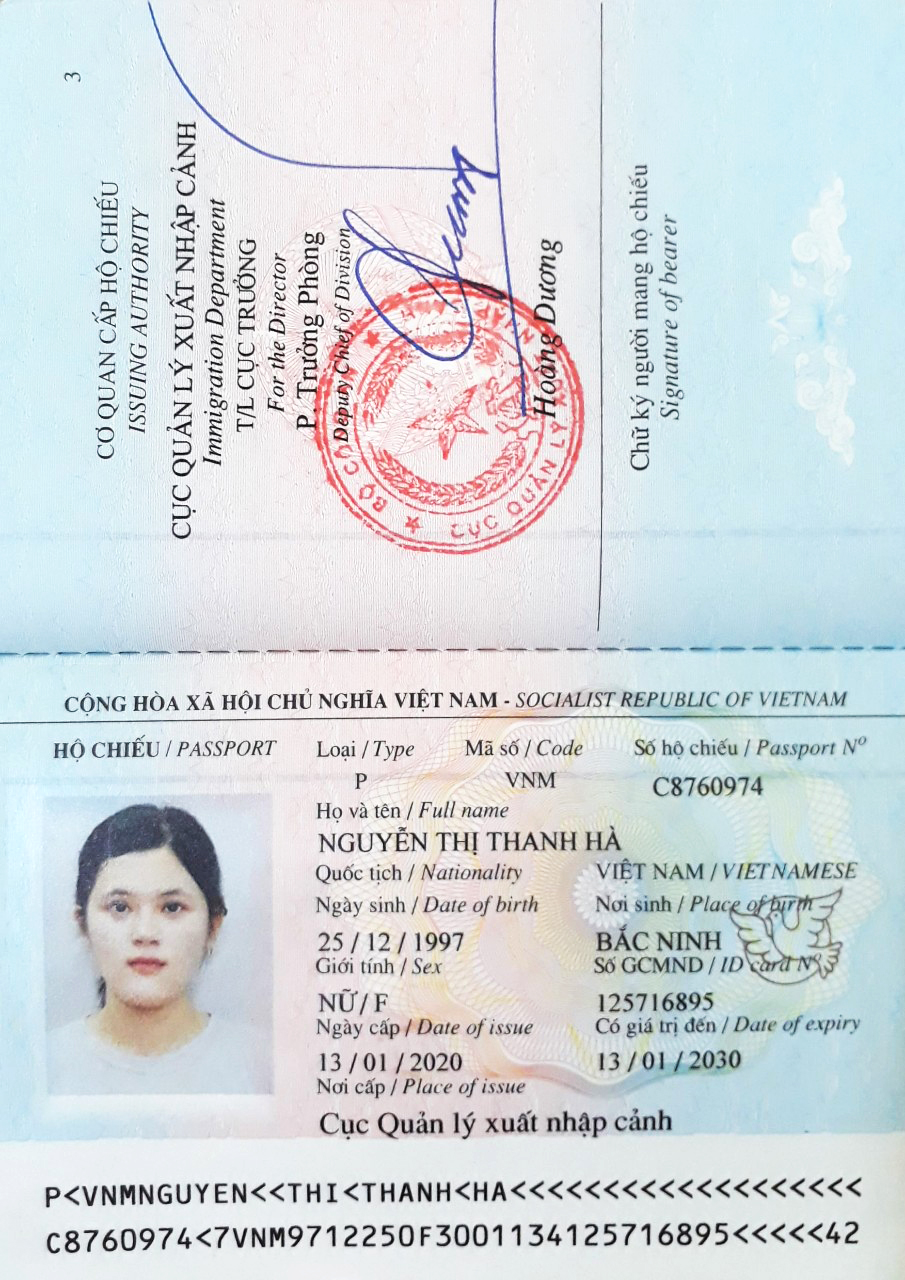 3
CƠ QUAN CẤP HỘ CHIẾU
ISSUING AUTHORITY
CỤC QUẢN LÝ XUẤT NHẬP CẢNH
Immigration Department
T/L CỤC TRƯỞNG
For the Director
P. Trưởng Phòng
Deputy Chief of Division
BỘ CÔNG AN
CỤC QUẢN LÝ
Hoàng Dương
Chữ ký người mang hộ chiếu
Signature of bearer
CỘNG HÒA XÃ HỘI CHỦ NGHĨA VIỆT NAM - SOCIALIST REPUBLIC OF VIETNAM
HỘ CHIẾU / PASSPORT Loại / Type Mã số / Code Số hộ chiếu / Passport Nº
P VNM C8760974
Họ và tên / Full name
NGUYỄN THỊ THANH HÀ
Quốc tịch / Nationality VIỆT NAM / VIETNAMESE
Ngày sinh / Date of birth Nơi sinh / Place of birth
25 / 12 / 1997 BẮC NINH
Giới tính / Sex Số GCMND / ID card Nº
NỮ / F 125716895
Ngày cấp / Date of issue Có giá trị đến / Date of expiry
13 / 01 / 2020 13 / 01 / 2030
Nơi cấp / Place of issue
Cục Quản lý xuất nhập cảnh
P<VNMNGUYEN<<THI<THANH<HA<<<<<<<<<<<<<<<<<<<
C8760974<7VNM9712250F3001134125716895<<<<<42